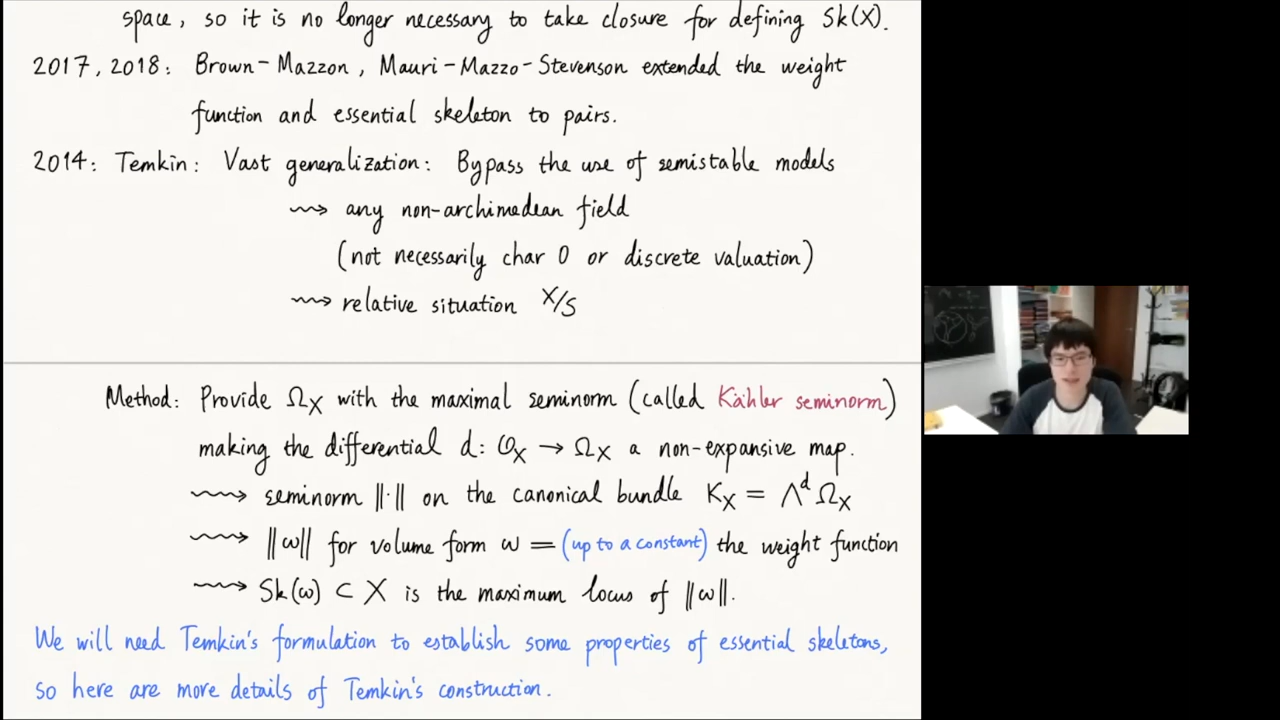 space, so it is no longer necessary to take closure for defining Sk(X).
2017, 2018: Brown-Mazzon, Mauri-Mazzo-Stevenson extended the weight
function and essential skeleton to pairs.
2014: Temkin: Vast generalization: Bypass the use of semistable models
⇝ any non-archimedean field
(not necessarily char 0 or discrete valuation)
⇝ relative situation X/S
Method: Provide Ω_X with the maximal seminorm (called Kähler seminorm)
making the differential d: O_X → Ω_X a non-expansive map.
⇝ seminorm ‖·‖ on the canonical bundle K_X = Λ^d Ω_X
⇝ ‖ω‖ for volume form ω = (up to a constant) the weight function
⇝ Sk(ω) ⊂ X is the maximum locus of ‖ω‖.
We will need Temkin's formulation to establish some properties of essential skeletons,
so here are more details of Temkin's construction.